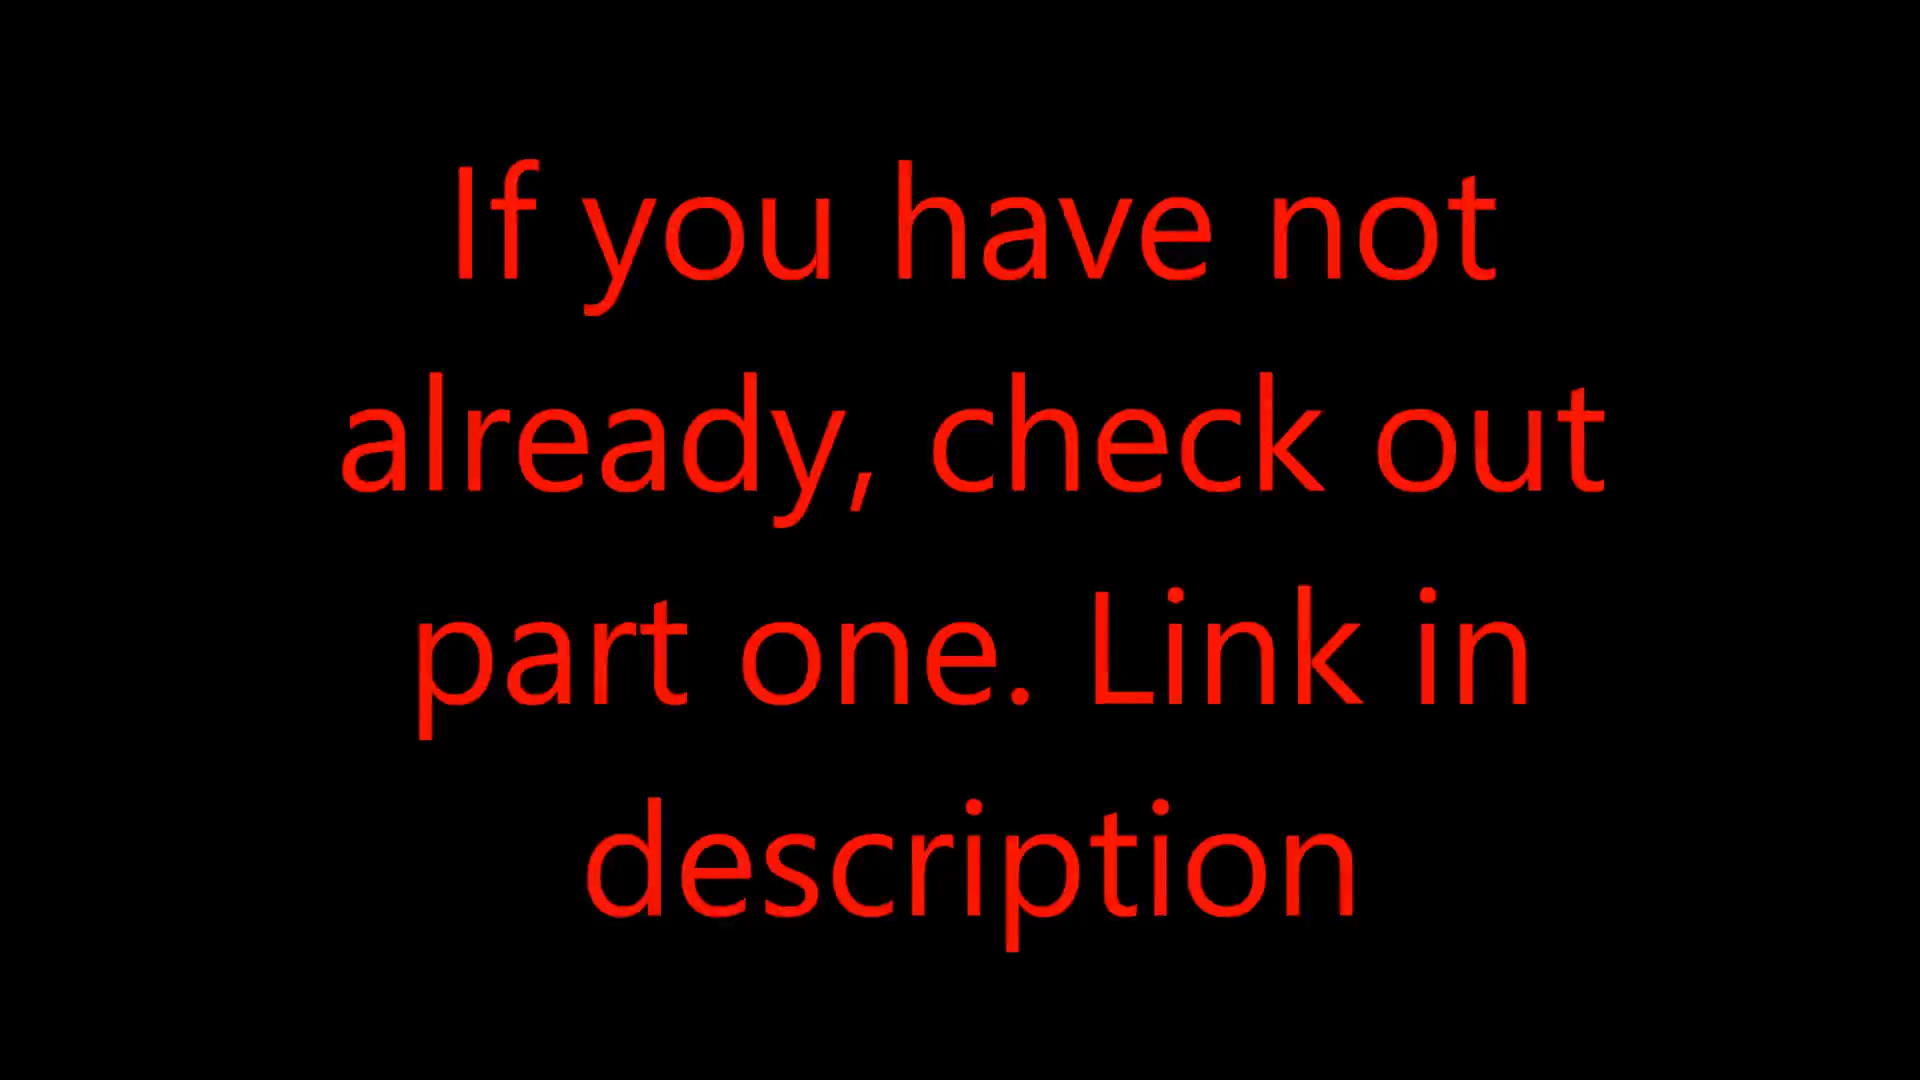 If you have not
already, check out
part one. Link in
description